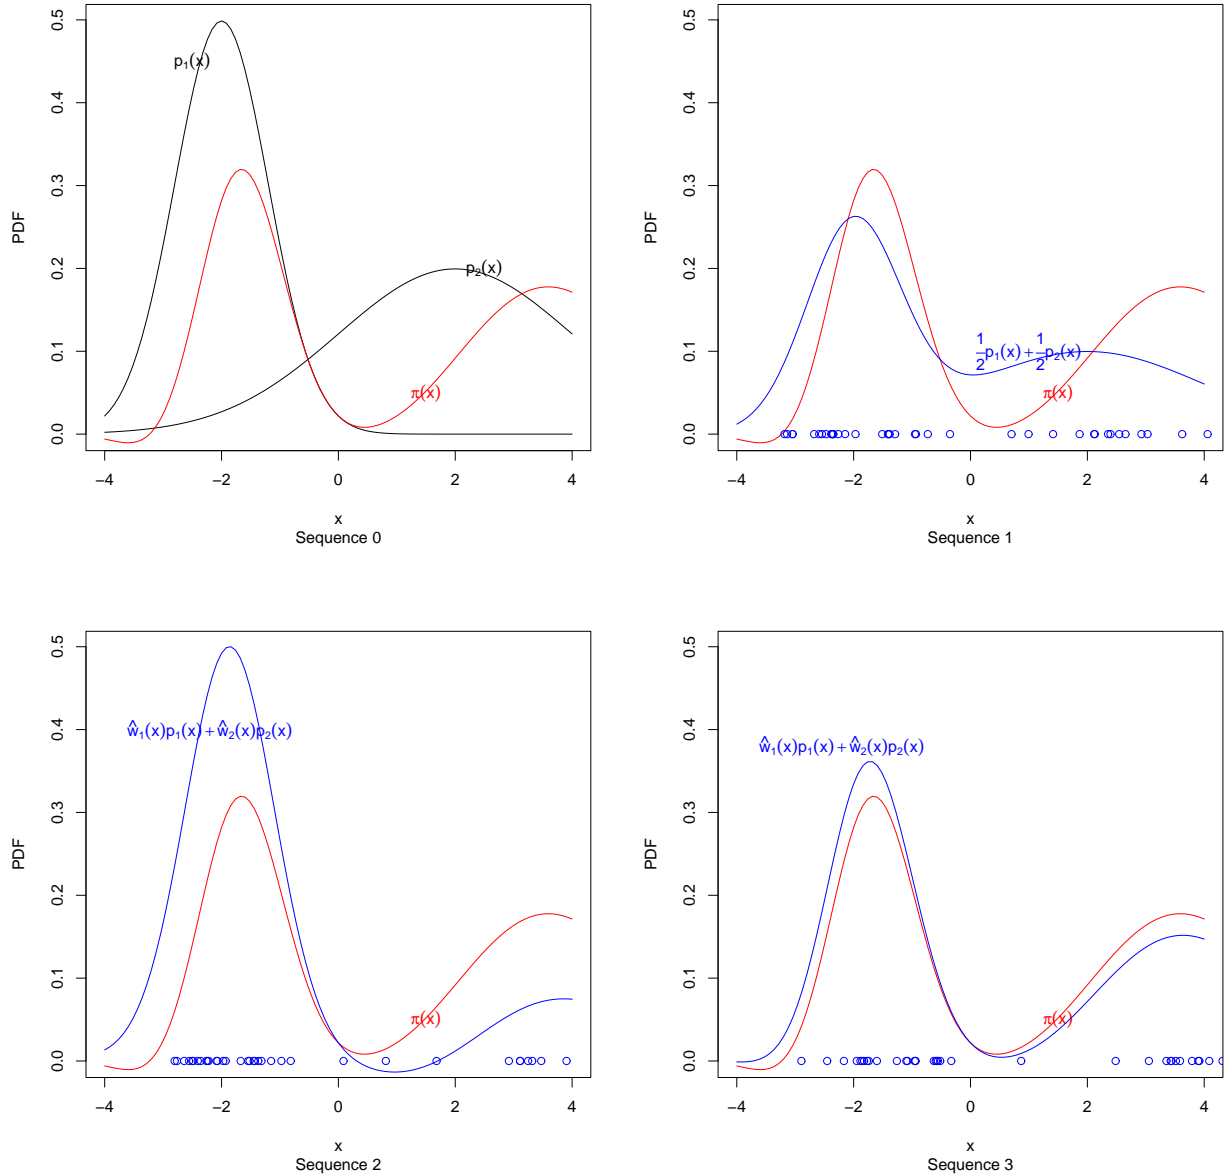 0.5
0.4
0.3
0.2
0.1
0.0
PDF
p₁(x)
p₂(x)
π(x)
−4 −2 0 2 4
x
Sequence 0
0.5
0.4
0.3
0.2
0.1
0.0
PDF
1/2 p₁(x) + 1/2 p₂(x)
π(x)
−4 −2 0 2 4
x
Sequence 1
0.5
0.4
0.3
0.2
0.1
0.0
PDF
ŵ₁(x)p₁(x) + ŵ₂(x)p₂(x)
π(x)
−4 −2 0 2 4
x
Sequence 2
0.5
0.4
0.3
0.2
0.1
0.0
PDF
ŵ₁(x)p₁(x) + ŵ₂(x)p₂(x)
π(x)
−4 −2 0 2 4
x
Sequence 3